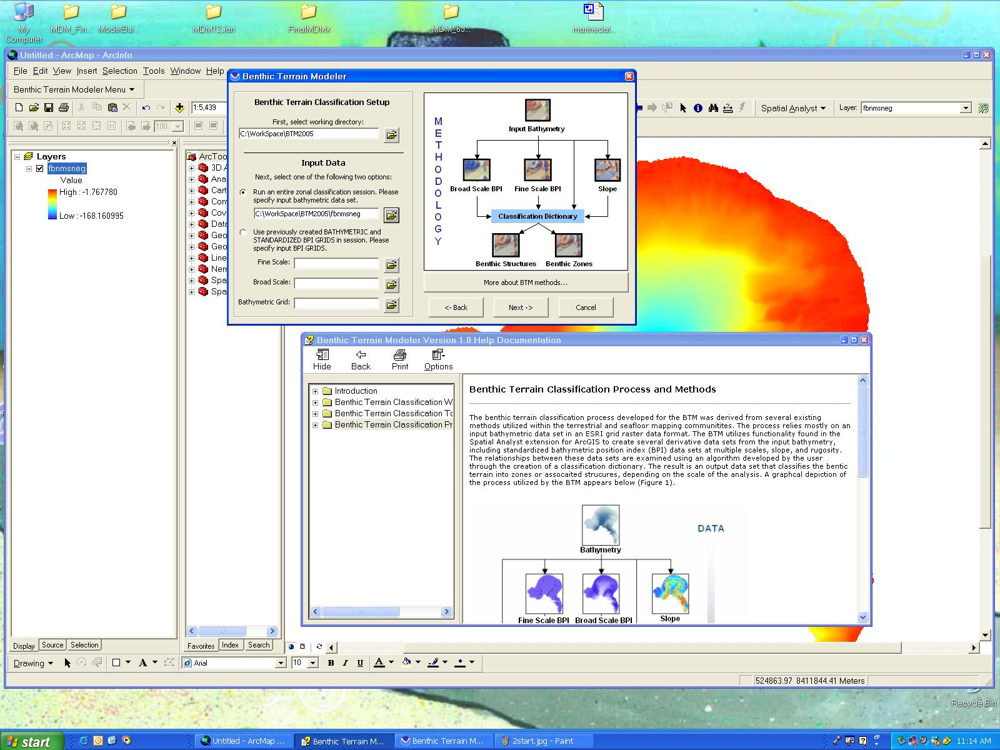 My Computer
MDM_Fin...
ModelBui...
MDM12Jan
FinalMDMx
MDM_6J...
marinedat...
Untitled - ArcMap - ArcInfo
File Edit View Insert Selection Tools Window Help
Benthic Terrain Modeler Menu
1:5,439
Spatial Analyst
Layer: fbnmsneg
100
Layers
fbnmsneg
Value
High : -1.767780
Low : -168.160995
ArcToo
3D A
Ana
Cart
Con
Cov
Data
Geo
Geo
Line
Spa
Spa
Benthic Terrain Modeler
Benthic Terrain Classification Setup
First, select working directory:
C:\WorkSpace\BTM2005
Input Data
Next, select one of the following two options:
Run an entire zonal classification session. Please
specify input bathymetric data set.
C:\WorkSpace\BTM2005\fbnmsneg
Use previously created BATHYMETRIC and
STANDARDIZED BPI GRIDS in session. Please
specify input BPI GRIDS.
Fine Scale:
Broad Scale:
Bathymetric Grid:
METHODOLOGY
Input Bathymetry
Broad Scale BPI
Fine Scale BPI
Slope
Classification Dictionary
Benthic Structures
Benthic Zones
More about BTM methods...
<- Back
Next ->
Cancel
Benthic Terrain Modeler Version 1.0 Help Documentation
Hide
Back
Print
Options
Introduction
Benthic Terrain Classification W
Benthic Terrain Classification To
Benthic Terrain Classification Pr
Benthic Terrain Classification Process and Methods
The benthic terrain classification process developed for the BTM was derived from several existing
methods utilized within the terrestrial and seafloor mapping communitites. The process relies mostly on an
input bathymetric data set in an ESRI grid raster data format. The BTM utilizes functionality found in the
Spatial Analyst extension for ArcGIS to create several derivative data sets from the input bathymetry,
including standardized bathymetric position index (BPI) data sets at multiple scales, slope, and rugosity.
The relationships between these data sets are examined using an algorithm developed by the user
through the creation of a classification dictionary. The result is an output data set that classifies the bentic
terrain into zones or assocaited strucures, depending on the scale of the analysis. A graphcal depiction of
the process utilized by the BTM appears below (Figure 1).
Bathymetry
DATA
Fine Scale BPI
Broad Scale BPI
Slope
Display
Source
Selection
Favorites
Index
Search
Drawing
Arial
10
B I U
A
524863.97 8411844.41 Meters
Recycle Bin
start
Untitled - ArcMap ...
Benthic Terrain M...
Benthic Terrain M...
2start.jpg - Paint
11:14 AM